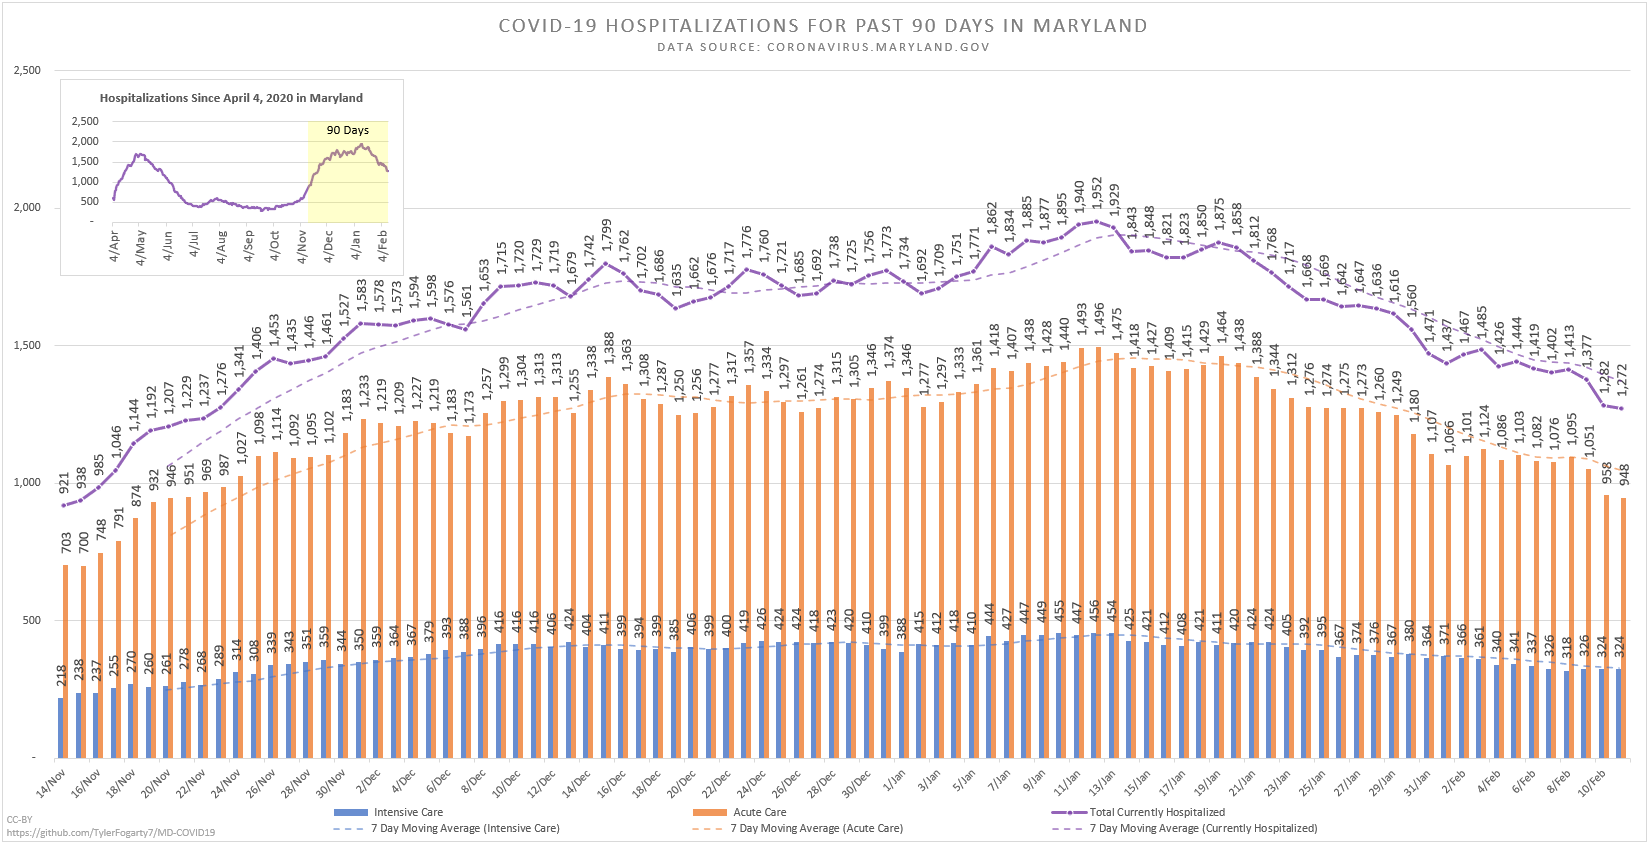 COVID-19 HOSPITALIZATIONS FOR PAST 90 DAYS IN MARYLAND
DATA SOURCE: CORONAVIRUS.MARYLAND.GOV
2,500
2,000
1,500
1,000
500
-
Hospitalizations Since April 4, 2020 in Maryland
90 Days
2,500
2,000
1,500
1,000
500
-
4/Apr 4/May 4/Jun 4/Jul 4/Aug 4/Sep 4/Oct 4/Nov 4/Dec 4/Jan 4/Feb
921 938 985 1,046 1,144 1,192 1,207 1,229 1,237 1,276 1,341 1,406 1,453 1,435 1,446 1,461 1,527 1,583 1,578 1,573 1,594 1,598 1,576 1,561 1,653 1,715 1,720 1,729 1,719 1,679 1,742 1,799 1,762 1,702 1,686 1,635 1,662 1,676 1,717 1,776 1,760 1,721 1,685 1,692 1,738 1,725 1,756 1,773 1,734 1,692 1,709 1,751 1,771 1,862 1,834 1,885 1,877 1,895 1,940 1,952 1,929 1,843 1,848 1,821 1,823 1,850 1,875 1,858 1,812 1,768 1,717 1,668 1,669 1,642 1,647 1,636 1,616 1,560 1,471 1,437 1,467 1,485 1,426 1,444 1,419 1,402 1,413 1,377 1,282 1,272
703 700 748 791 874 932 946 951 969 987 1,027 1,098 1,114 1,092 1,095 1,102 1,183 1,233 1,219 1,209 1,227 1,219 1,183 1,173 1,257 1,299 1,304 1,313 1,313 1,255 1,338 1,388 1,363 1,308 1,287 1,250 1,256 1,277 1,317 1,357 1,334 1,297 1,261 1,274 1,315 1,305 1,346 1,374 1,346 1,277 1,297 1,333 1,361 1,418 1,407 1,438 1,428 1,440 1,493 1,496 1,475 1,418 1,427 1,409 1,415 1,429 1,464 1,438 1,388 1,344 1,312 1,276 1,274 1,275 1,273 1,260 1,249 1,180 1,107 1,066 1,101 1,124 1,086 1,103 1,082 1,076 1,095 1,051 958 948
218 238 237 255 270 260 261 278 268 289 314 308 339 343 351 359 344 350 359 364 367 379 393 388 396 416 416 416 406 424 404 411 399 394 399 385 406 399 400 419 426 424 424 418 423 420 410 399 388 415 412 418 410 444 427 447 449 455 447 456 454 425 421 412 408 421 411 420 424 424 405 392 395 367 374 376 367 380 364 371 366 361 340 341 337 326 318 326 324 324
14/Nov 16/Nov 18/Nov 20/Nov 22/Nov 24/Nov 26/Nov 28/Nov 30/Nov 2/Dec 4/Dec 6/Dec 8/Dec 10/Dec 12/Dec 14/Dec 16/Dec 18/Dec 20/Dec 22/Dec 24/Dec 26/Dec 28/Dec 30/Dec 1/Jan 3/Jan 5/Jan 7/Jan 9/Jan 11/Jan 13/Jan 15/Jan 17/Jan 19/Jan 21/Jan 23/Jan 25/Jan 27/Jan 29/Jan 31/Jan 2/Feb 4/Feb 6/Feb 8/Feb 10/Feb
Intensive Care Acute Care Total Currently Hospitalized
7 Day Moving Average (Intensive Care) 7 Day Moving Average (Acute Care) 7 Day Moving Average (Currently Hospitalized)
CC-BY
https://github.com/TylerFogarty7/MD-COVID19